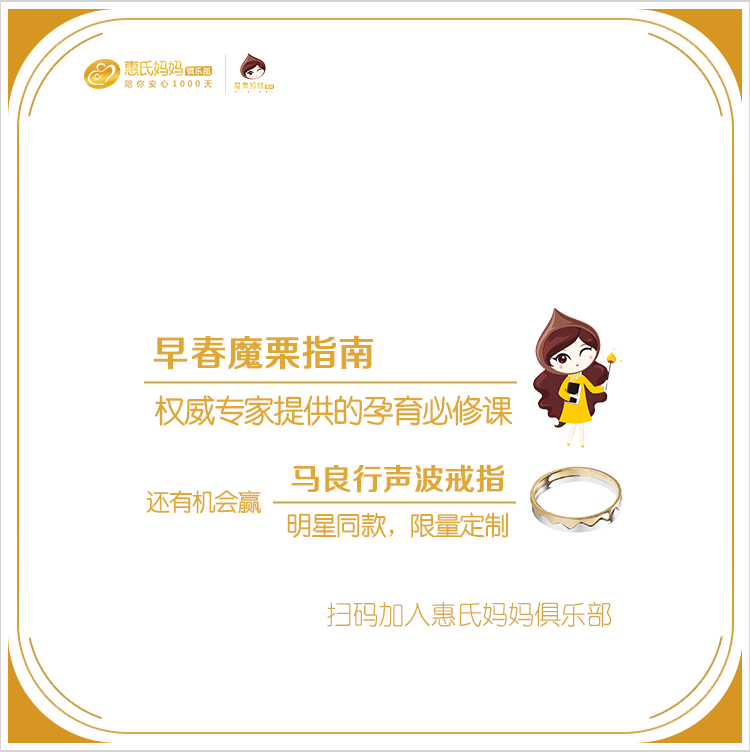 惠氏妈妈俱乐部
陪你安心1000天
魔栗妈咪
早春魔栗指南
权威专家提供的孕育必修课
还有机会赢
马良行声波戒指
明星同款，限量定制
扫码加入惠氏妈妈俱乐部